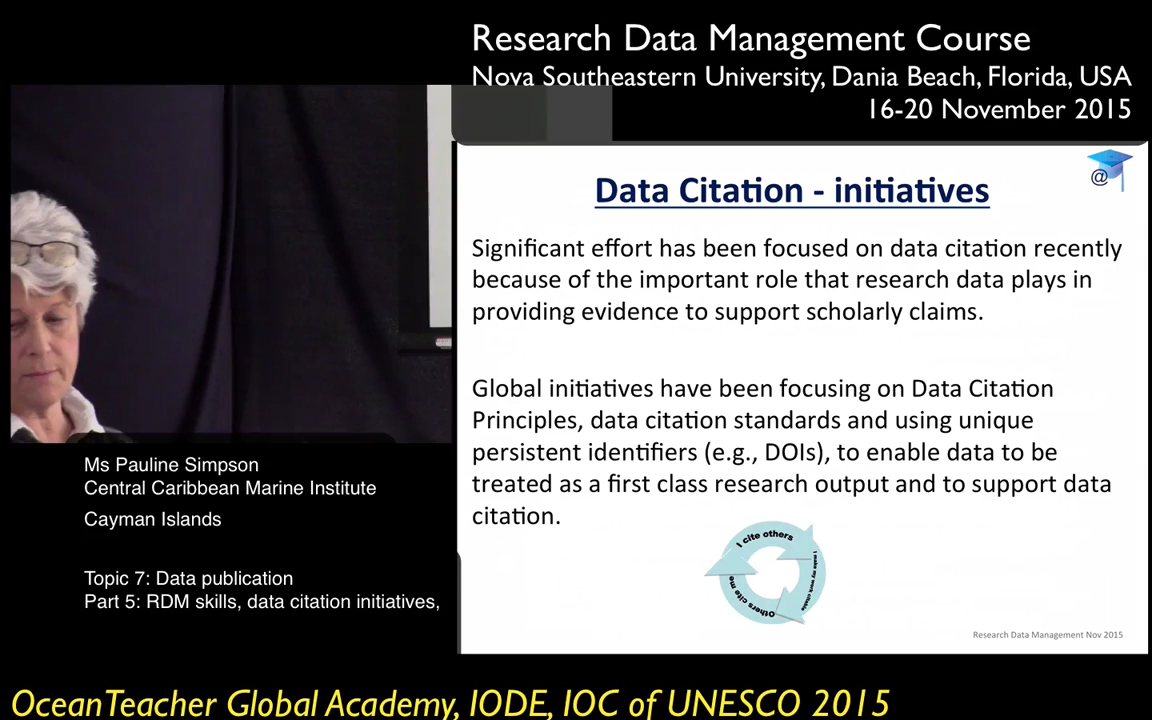 Research Data Management Course
Nova Southeastern University, Dania Beach, Florida, USA
16-20 November 2015
@
Data Citation - initiatives
Significant effort has been focused on data citation recently
because of the important role that research data plays in
providing evidence to support scholarly claims.
Global initiatives have been focusing on Data Citation
Principles, data citation standards and using unique
persistent identifiers (e.g., DOIs), to enable data to be
treated as a first class research output and to support data
citation.
I cite others
I make my work citable
Others cite me
Research Data Management Nov 2015
Ms Pauline Simpson
Central Caribbean Marine Institute
Cayman Islands
Topic 7: Data publication
Part 5: RDM skills, data citation initiatives,
OceanTeacher Global Academy, IODE, IOC of UNESCO 2015